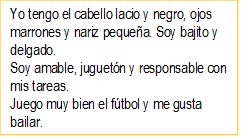 Yo tengo el cabello lacio y negro, ojos
marrones y nariz pequeña. Soy bajito y
delgado.
Soy amable, juguetón y responsable con
mis tareas.
Juego muy bien el fútbol y me gusta
bailar.